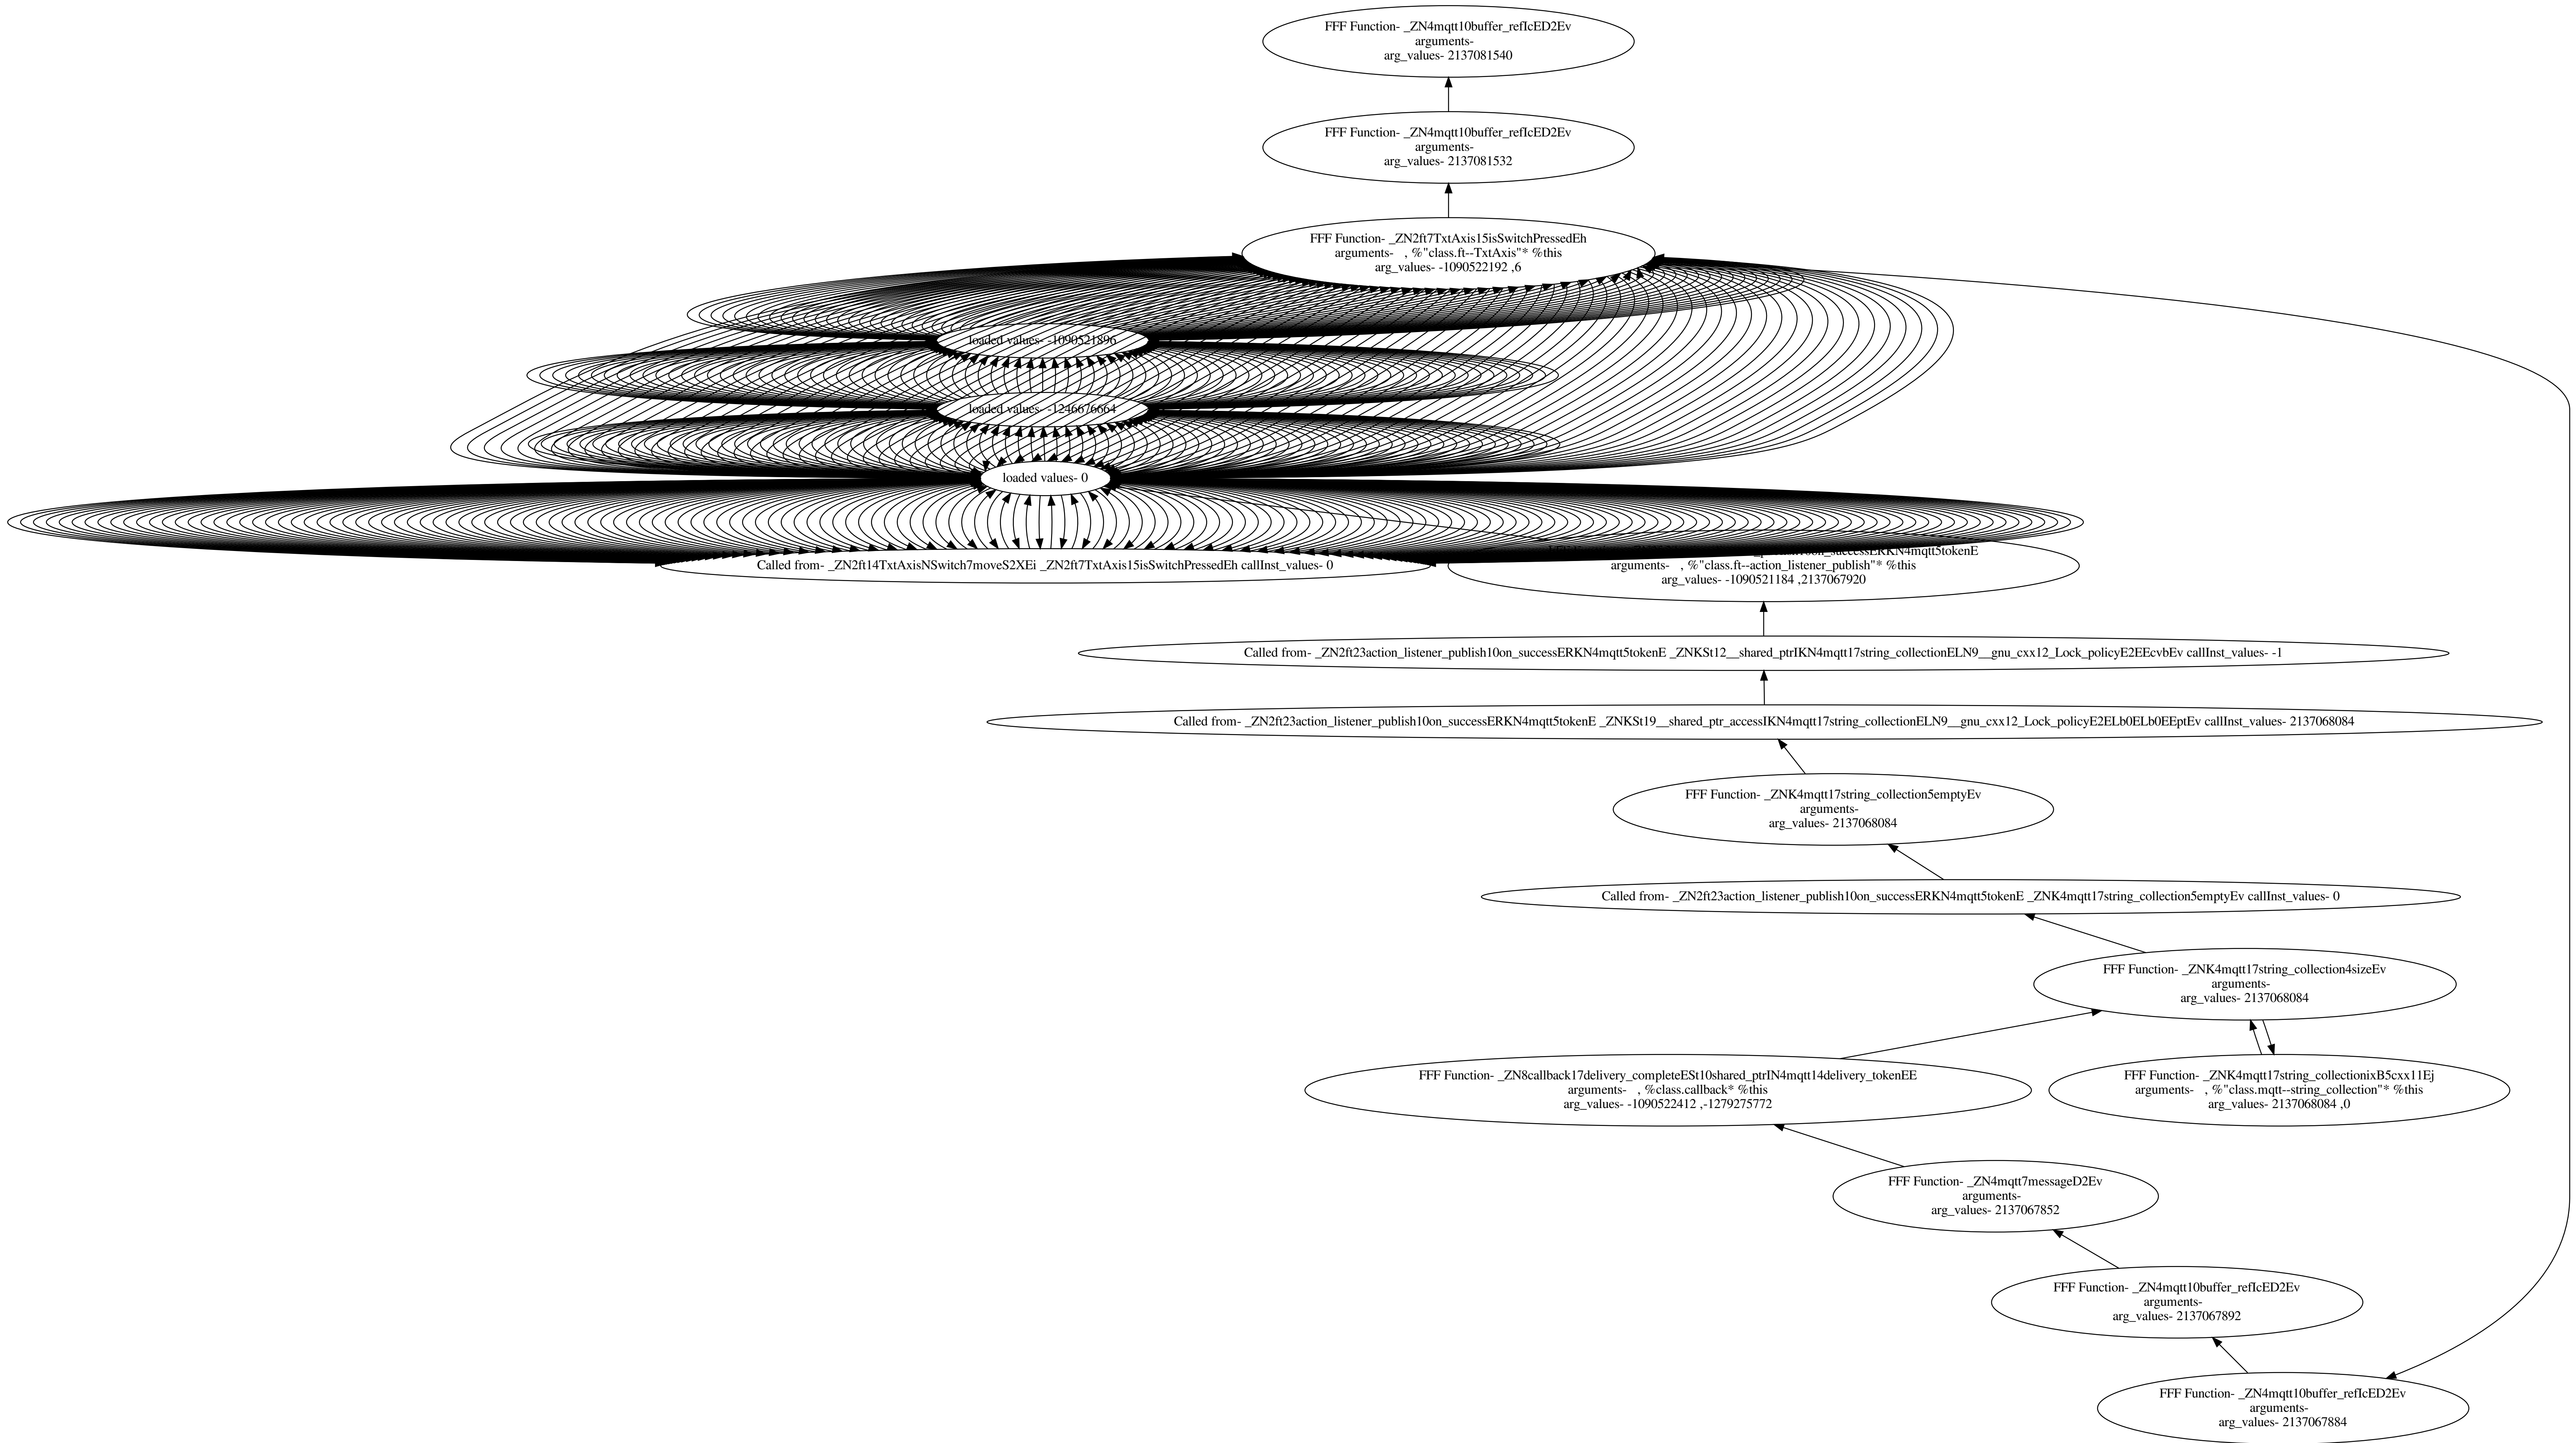 FFF Function- _ZN4mqtt10buffer_refIcED2Ev
arguments-
arg_values- 2137081540
FFF Function- _ZN4mqtt10buffer_refIcED2Ev
arguments-
arg_values- 2137081532
FFF Function- _ZN2ft7TxtAxis15isSwitchPressedEh
arguments-   , %"class.ft--TxtAxis"* %this
arg_values- -1090522192 ,6
loaded values- -1090521896
loaded values- -1246676664
loaded values- 0
Called from- _ZN2ft14TxtAxisNSwitch7moveS2XEi _ZN2ft7TxtAxis15isSwitchPressedEh callInst_values- 0
arguments-   , %"class.ft--action_listener_publish"* %this
arg_values- -1090521184 ,2137067920
Called from- _ZN2ft23action_listener_publish10on_successERKN4mqtt5tokenE _ZNKSt12__shared_ptrIKN4mqtt17string_collectionELN9__gnu_cxx12_Lock_policyE2EEcvbEv callInst_values- -1
Called from- _ZN2ft23action_listener_publish10on_successERKN4mqtt5tokenE _ZNKSt19__shared_ptr_accessIKN4mqtt17string_collectionELN9__gnu_cxx12_Lock_policyE2ELb0ELb0EEptEv callInst_values- 2137068084
FFF Function- _ZNK4mqtt17string_collection5emptyEv
arguments-
arg_values- 2137068084
Called from- _ZN2ft23action_listener_publish10on_successERKN4mqtt5tokenE _ZNK4mqtt17string_collection5emptyEv callInst_values- 0
FFF Function- _ZNK4mqtt17string_collection4sizeEv
arguments-
arg_values- 2137068084
FFF Function- _ZN8callback17delivery_completeESt10shared_ptrIN4mqtt14delivery_tokenEE
arguments-   , %class.callback* %this
arg_values- -1090522412 ,-1279275772
FFF Function- _ZNK4mqtt17string_collectionixB5cxx11Ej
arguments-   , %"class.mqtt--string_collection"* %this
arg_values- 2137068084 ,0
FFF Function- _ZN4mqtt7messageD2Ev
arguments-
arg_values- 2137067852
FFF Function- _ZN4mqtt10buffer_refIcED2Ev
arguments-
arg_values- 2137067892
FFF Function- _ZN4mqtt10buffer_refIcED2Ev
arguments-
arg_values- 2137067884